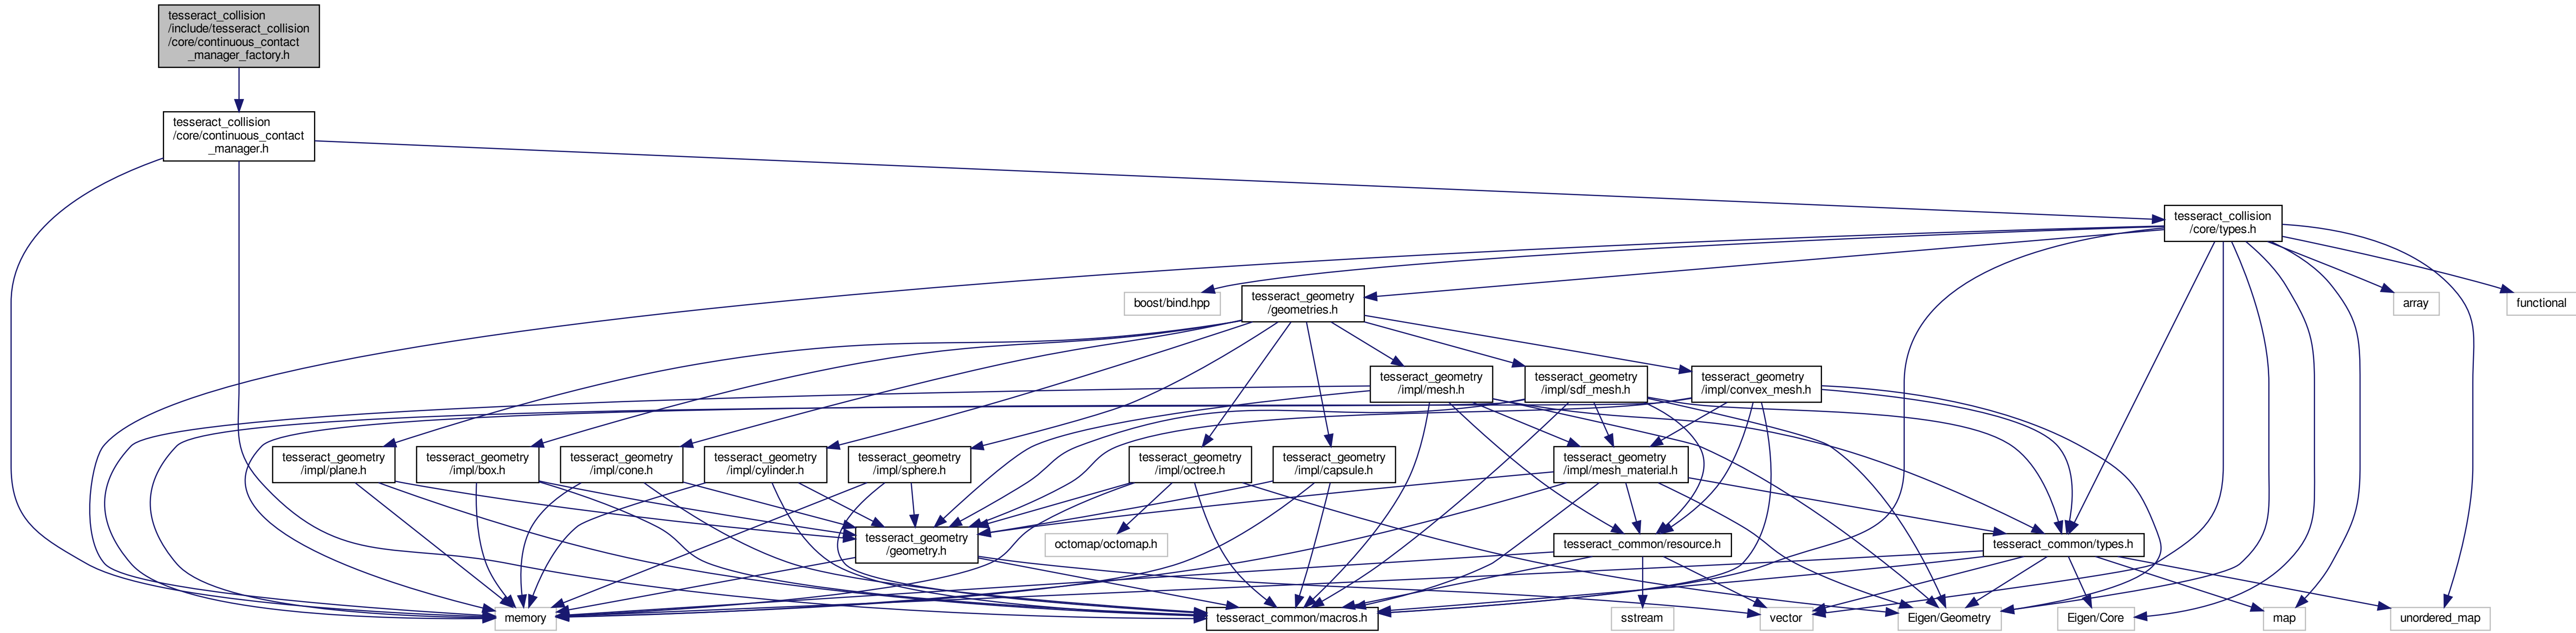 tesseract_collision
/include/tesseract_collision
/core/continuous_contact
_manager_factory.h
tesseract_collision
/core/continuous_contact
_manager.h
tesseract_collision
/core/types.h
boost/bind.hpp
tesseract_geometry
/geometries.h
array
functional
tesseract_geometry
/impl/mesh.h
tesseract_geometry
/impl/sdf_mesh.h
tesseract_geometry
/impl/convex_mesh.h
tesseract_geometry
/impl/plane.h
tesseract_geometry
/impl/box.h
tesseract_geometry
/impl/cone.h
tesseract_geometry
/impl/cylinder.h
tesseract_geometry
/impl/sphere.h
tesseract_geometry
/impl/octree.h
tesseract_geometry
/impl/capsule.h
tesseract_geometry
/impl/mesh_material.h
tesseract_geometry
/geometry.h
octomap/octomap.h
tesseract_common/resource.h
tesseract_common/types.h
memory
tesseract_common/macros.h
sstream
vector
Eigen/Geometry
Eigen/Core
map
unordered_map